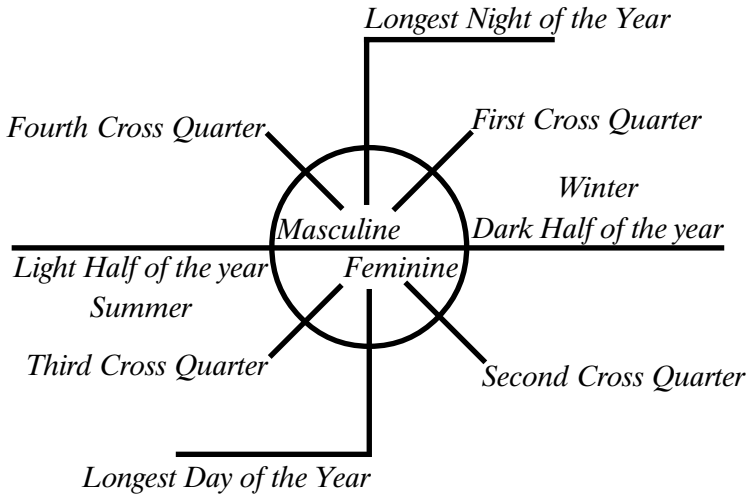 Longest Night of the Year
Fourth Cross Quarter
First Cross Quarter
Winter
Masculine
Dark Half of the year
Light Half of the year
Feminine
Summer
Third Cross Quarter
Second Cross Quarter
Longest Day of the Year